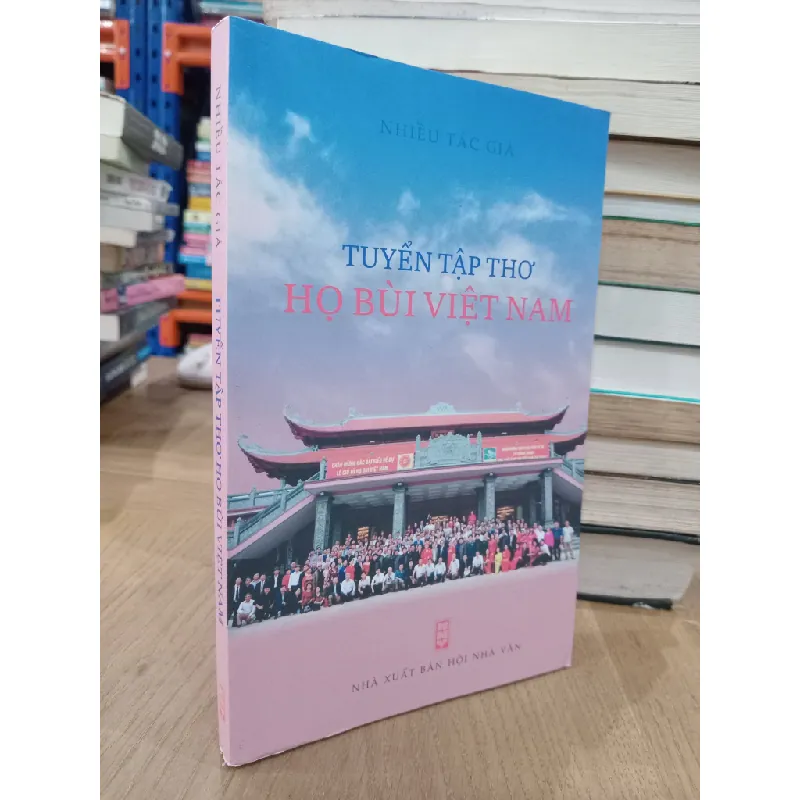 NHIỀU TÁC GIẢ
TUYỂN TẬP THƠ
HỌ BÙI VIỆT NAM
NHÀ XUẤT BẢN HỘI NHÀ VĂN
NHIỀU TÁC GIẢ TUYỂN TẬP THƠ HỌ BÙI VIỆT NAM